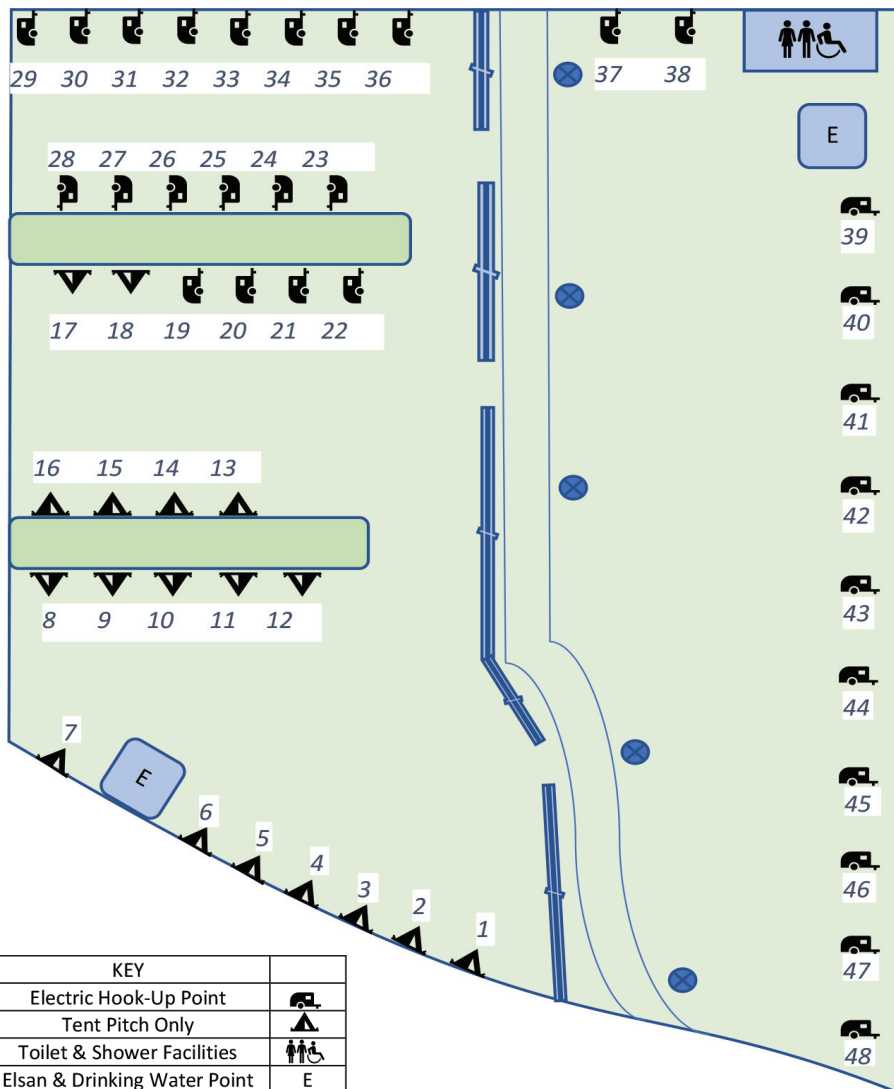 29 30 31 32 33 34 35 36
37 38
E
28 27 26 25 24 23
39
17 18 19 20 21 22
40
41
16 15 14 13
42
43
8 9 10 11 12
44
7
E
45
6
5
4
46
3
2
1
47
48
KEY
Electric Hook-Up Point
Tent Pitch Only
Toilet & Shower Facilities
Elsan & Drinking Water Point E